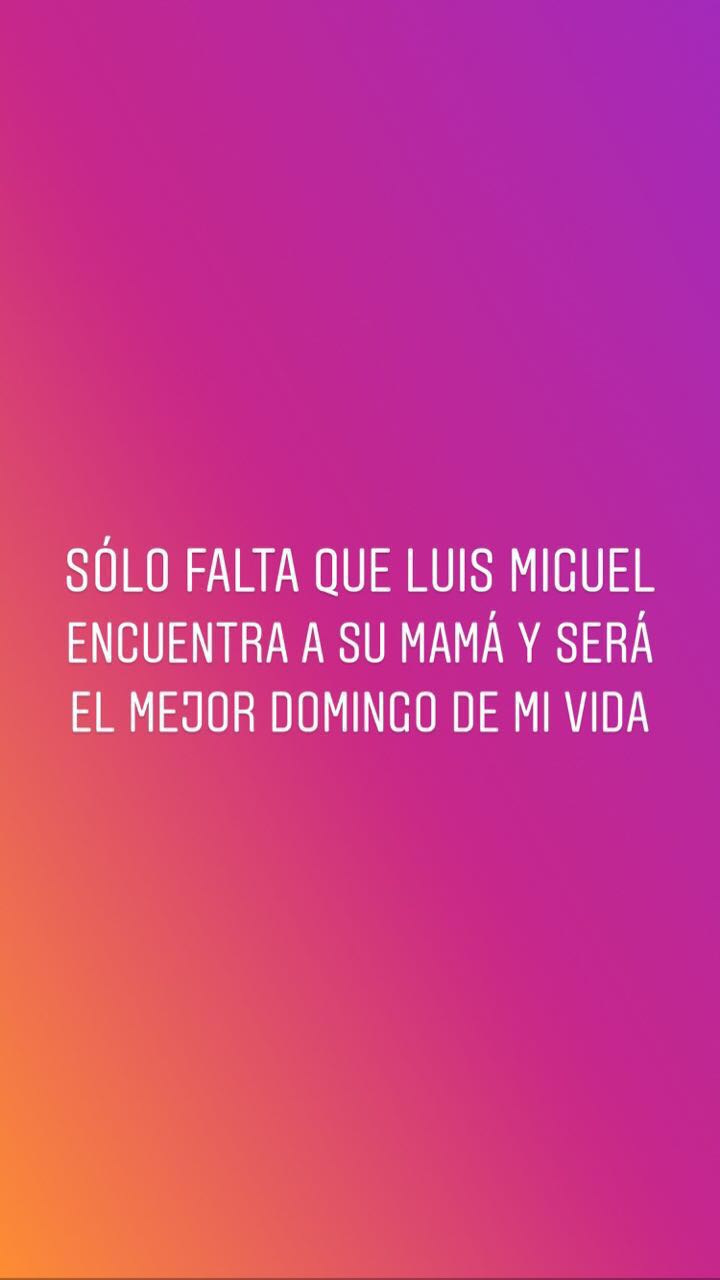 SÓLO FALTA QUE LUIS MIGUEL
ENCUENTRA A SU MAMÁ Y SERÁ
EL MEJOR DOMINGO DE MI VIDA